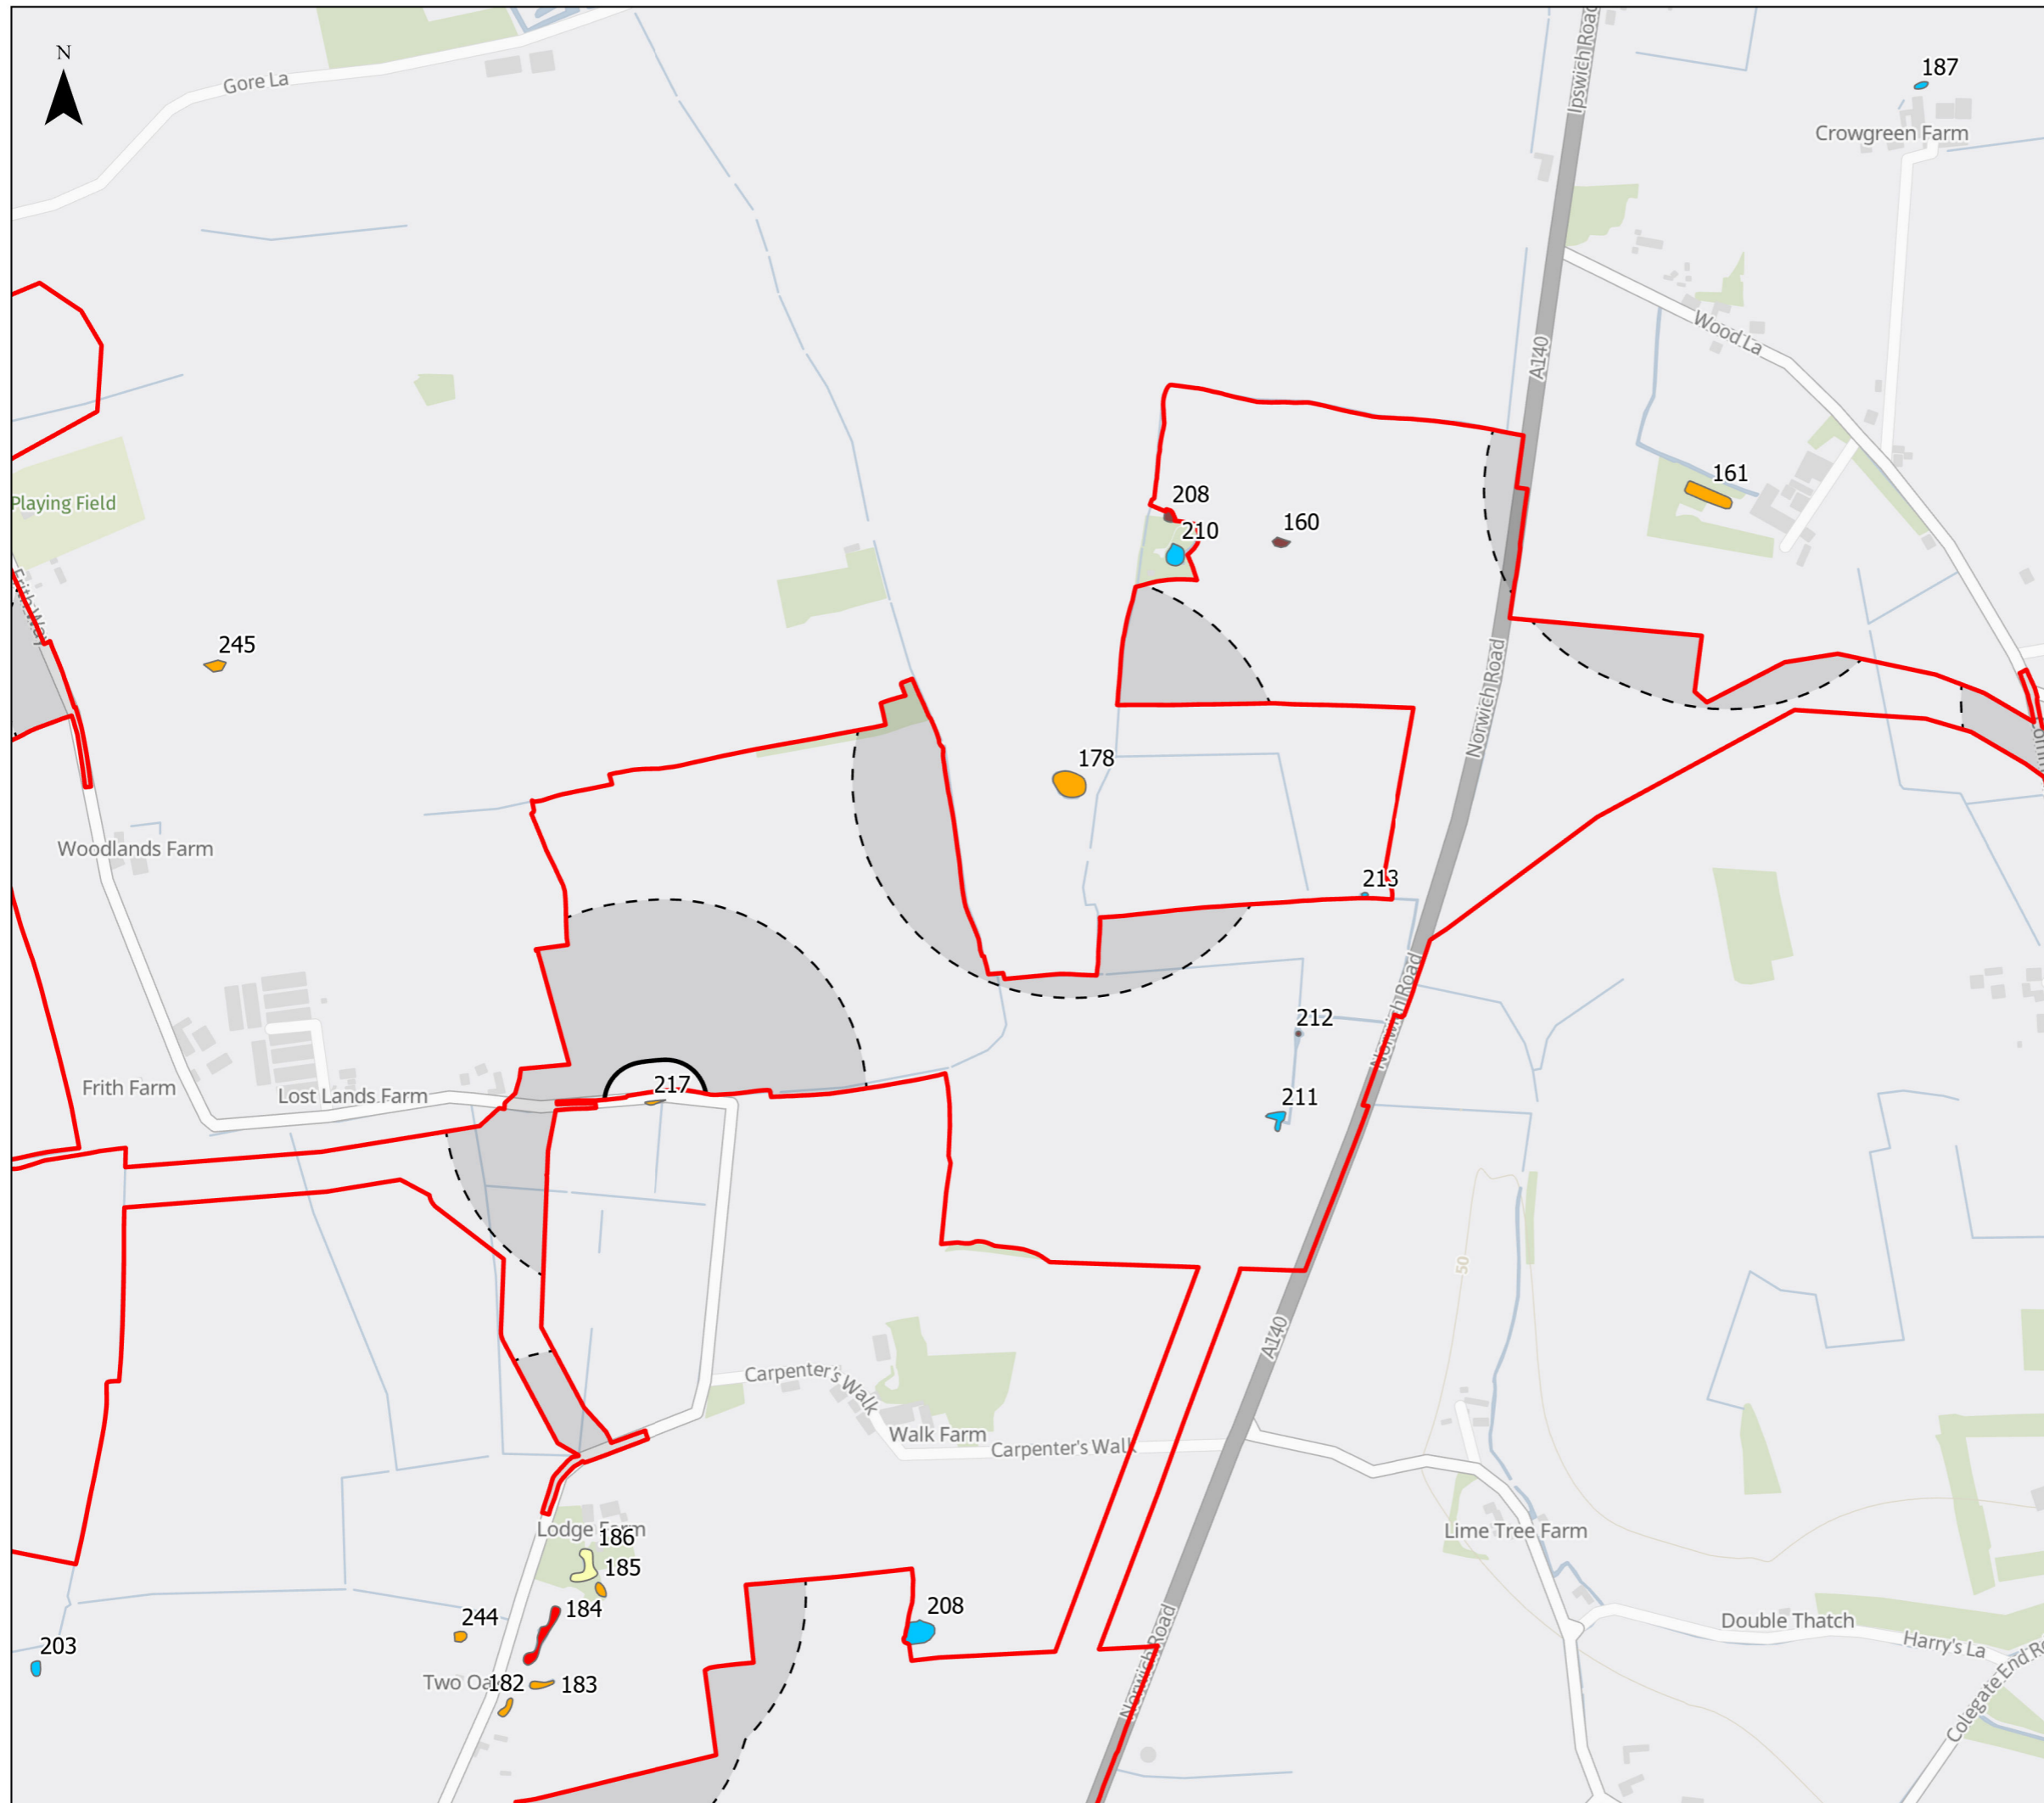 N
Gore La
Ipswich Road
187
Crowgreen Farm
A140
Wood La
Playing Field
208
161
160
210
Frith Way
245
Norwich Road
178
Woodlands Farm
213
Norwich Road
212
Frith Farm
Lost Lands Farm
217
211
50
A140
Carpenter's Walk
Walk Farm
Carpenter's Walk
Lodge Farm
186
Lime Tree Farm
185
184
208
244
Double Thatch
203
Harry's La
182
183
Norwich Road
Colegate End